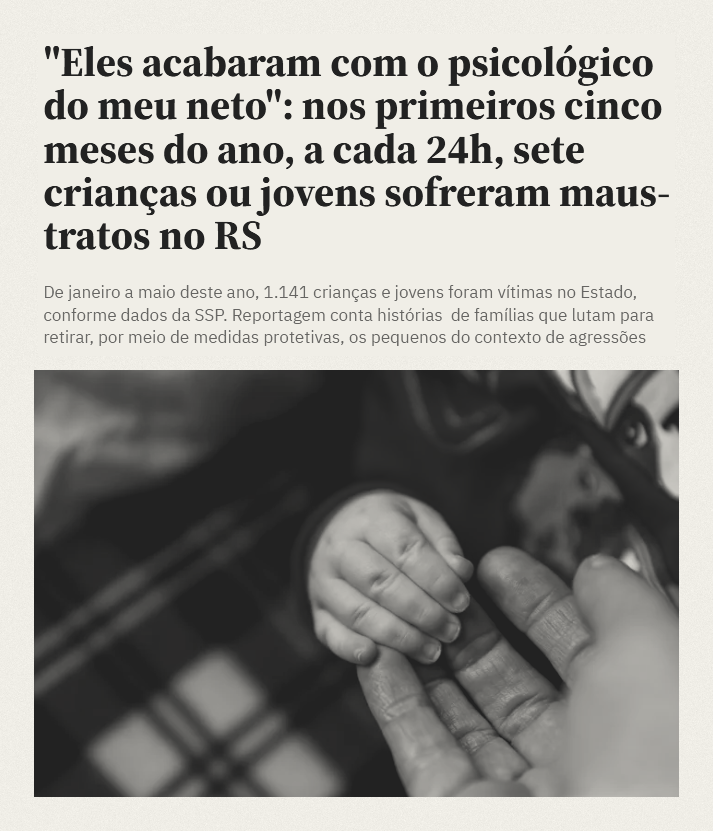 "Eles acabaram com o psicológico
do meu neto": nos primeiros cinco
meses do ano, a cada 24h, sete
crianças ou jovens sofreram maus-
tratos no RS
De janeiro a maio deste ano, 1.141 crianças e jovens foram vítimas no Estado,
conforme dados da SSP. Reportagem conta histórias  de famílias que lutam para
retirar, por meio de medidas protetivas, os pequenos do contexto de agressões